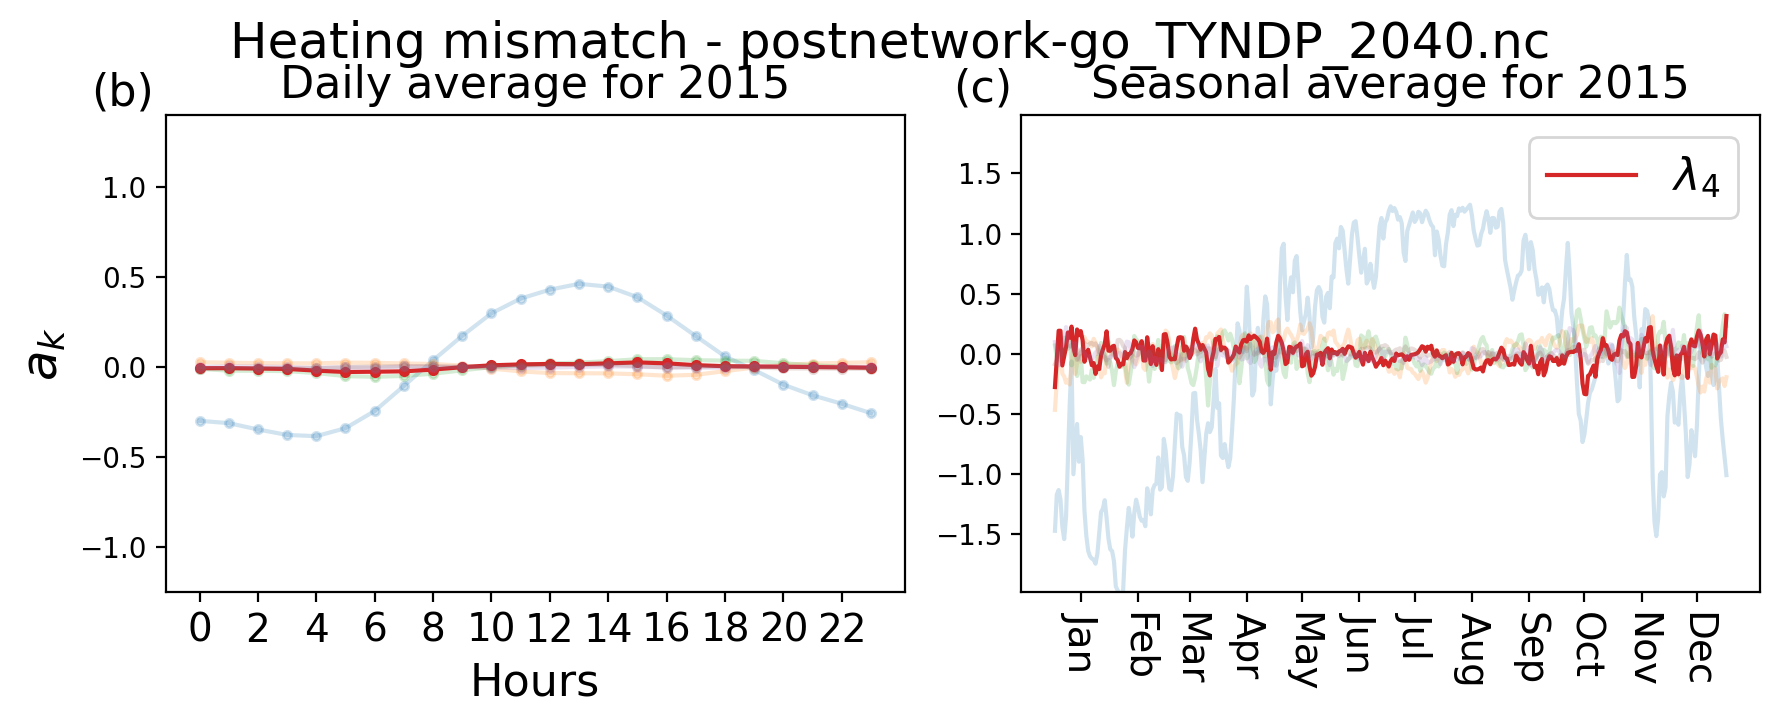 Heating mismatch - postnetwork-go_TYNDP_2040.nc
(b) Daily average for 2015
(c) Seasonal average for 2015
a_k
1.0
0.5
0.0
−0.5
−1.0
0 2 4 6 8 10 12 14 16 18 20 22
Hours
λ_4
1.5
1.0
0.5
0.0
−0.5
−1.0
−1.5
Jan Feb Mar Apr May Jun Jul Aug Sep Oct Nov Dec